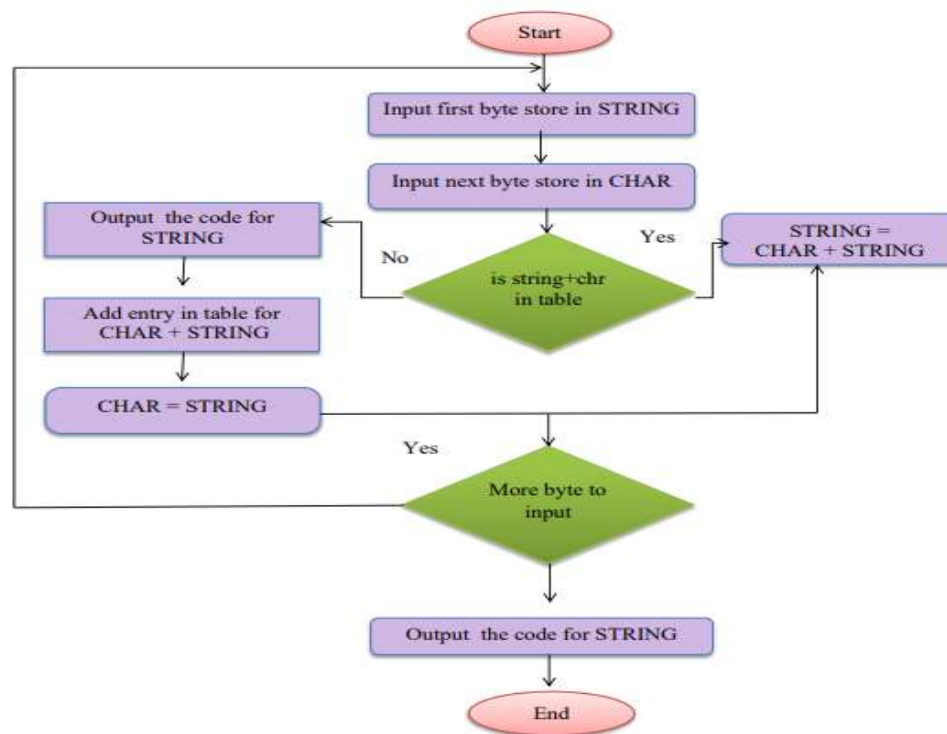 Start
Input first byte store in STRING
Input next byte store in CHAR
Output the code for
STRING
No
Yes
is string+chr
in table
STRING =
CHAR + STRING
Add entry in table for
CHAR + STRING
CHAR = STRING
Yes
More byte to
input
Output the code for STRING
End